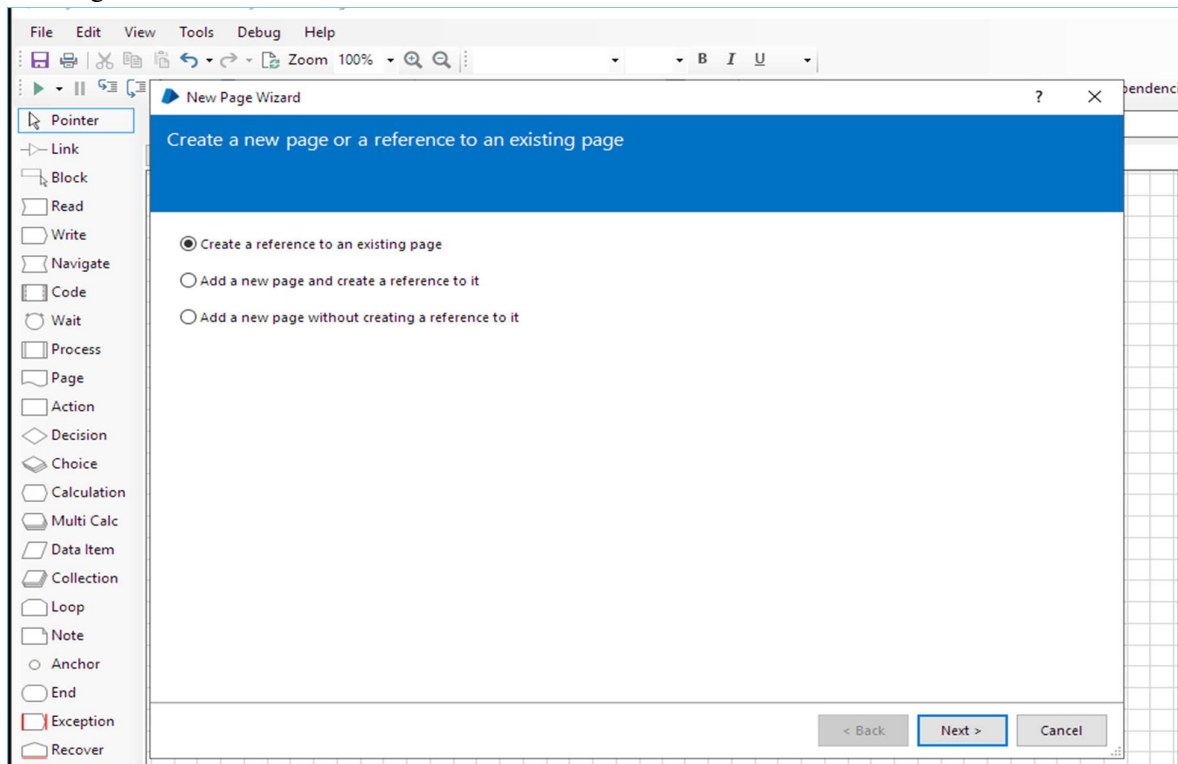 File Edit View Tools Debug Help
Zoom 100% B I U
New Page Wizard ? ×
Pointer
Create a new page or a reference to an existing page
Link
Block
Read
Write
Create a reference to an existing page
Navigate
Add a new page and create a reference to it
Code
Add a new page without creating a reference to it
Wait
Process
Page
Action
Decision
Choice
Calculation
Multi Calc
Data Item
Collection
Loop
Note
Anchor
End
Exception
< Back Next > Cancel
Recover